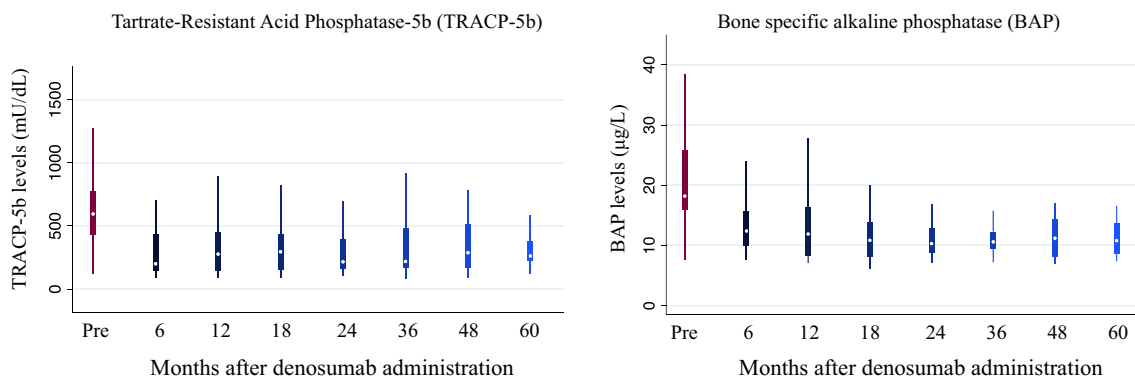 Tartrate-Resistant Acid Phosphatase-5b (TRACP-5b)
TRACP-5b levels (mU/dL)
1500
1000
500
0
Pre 6 12 18 24 36 48 60
Months after denosumab administration
Bone specific alkaline phosphatase (BAP)
BAP levels (μg/L)
40
30
20
10
0
Pre 6 12 18 24 36 48 60
Months after denosumab administration